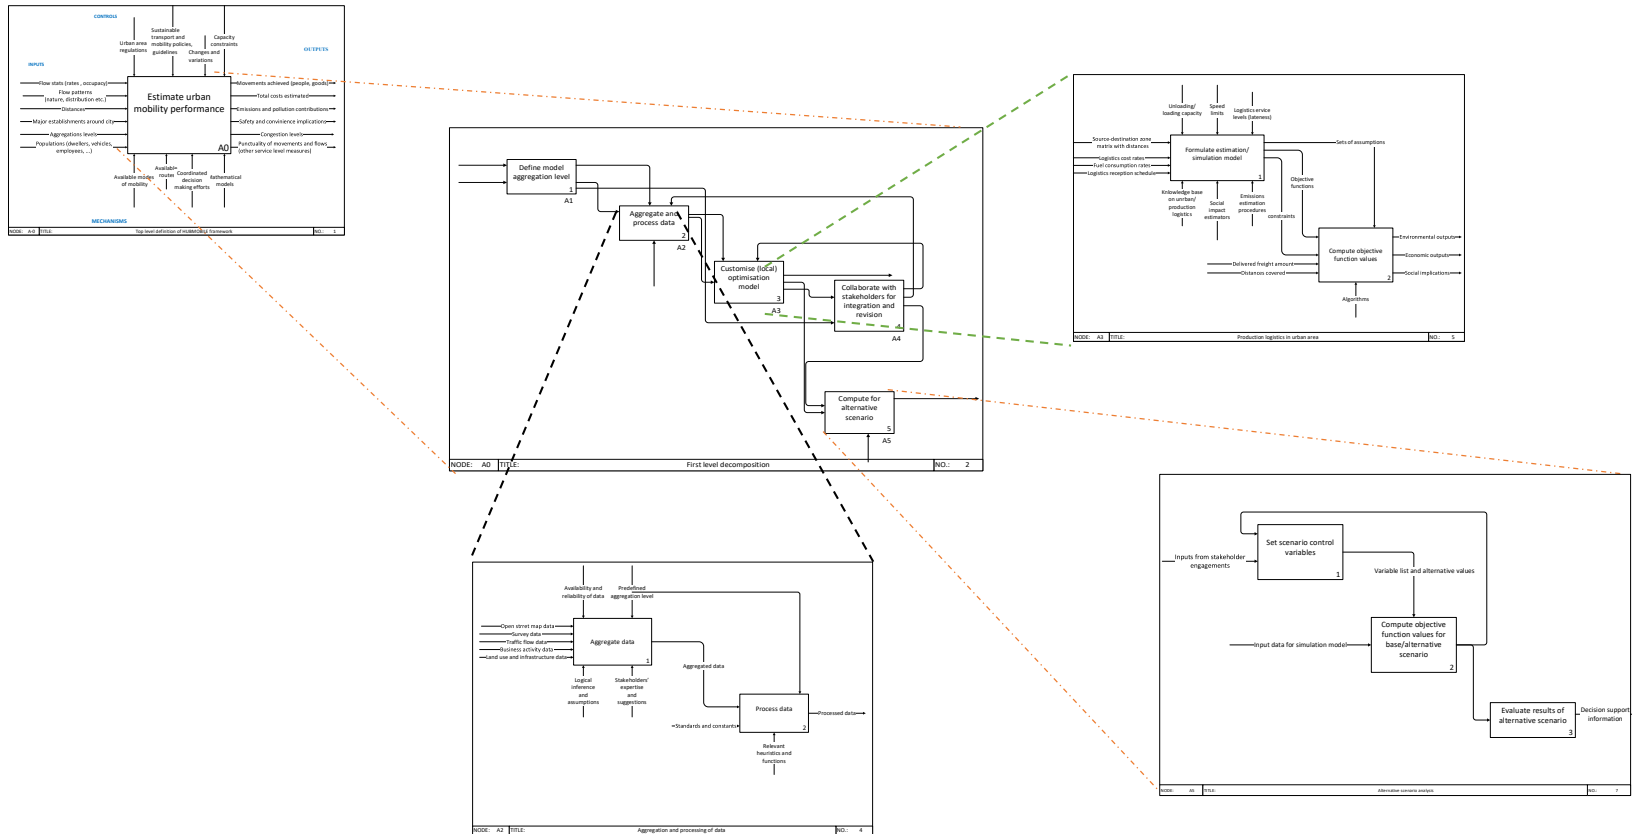 CONTROLS
Sustainable
transport and
mobility policies,
guidelines
Urban area
regulations
Changes and
variations
Capacity
constraints
OUTPUTS
INPUTS
Flow stats (rates , occupancy)
Flow patterns
(nature, distribution etc.)
Distances
Major establishments around city
Aggregations levels
Populations (dwellers, vehicles,
employees, ...)
Estimate urban
mobility performance
A0
Movements achieved (people, goods)
Total costs estimated
Emissions and pollution contributions
Safety and convinience implications
Congestion levels
Punctuality of movements and flows
(other service level measures)
Available modes
of mobility
Available
routes
Coordinated
decision
making efforts
Mathematical
models
MECHANISMS
NODE: A-0 TITLE: Top level definition of HUBMOBILE framework NO.: 1
Define model
aggregation level
1
A1
Aggregate and
process data
2
A2
Customise (local)
optimisation
model
3
A3
Collaborate with
stakeholders for
integration and
revision
4
A4
Compute for
alternative
scenario
5
A5
NODE: A0 TITLE: First level decomposition NO.: 2
Unloading/
loading capacity
Speed
limits
Logistics ervice
levels (lateness)
Source-destination zone
matrix with distances
Logistics cost rates
Fuel consumption rates
Logistics reception schedule
Formulate estimation/
simulation model
1
Sets of assumptions
Objective
functions
constraints
Knlowledge base
on unrban/
production
logistics
Social
impact
estimators
Emissions
estimation
procedures
Delivered freight amount
Distances covered
Compute objective
function values
2
Environmental outputs
Economic outputs
Social implications
Algorithms
NODE: A3 TITLE: Production logistics in urban area NO.: 5
Availability and
reliability of data
Predefined
aggregation level
Open strret map data
Survey data
Traffic flow data
Business activity data
Land use and infrastructure data
Aggregate data
1
Aggregated data
Logical
inference
and
assumptions
Stakeholders'
expertise
and
suggestions
Standards and constants
Process data
2
Processed data
Relevant
heuristics and
functions
NODE: A2 TITLE: Aggregation and processing of data NO.: 4
Set scenario control
variables
1
Inputs from stakeholder
engagements
Variable list and alternative values
Compute objective
function values for
base/alternative
scenario
2
Input data for simulation model
Evaluate results of
alternative scenario
3
Decision support
information
NODE: A5 TITLE: Alternative scenario analysis NO.: 7